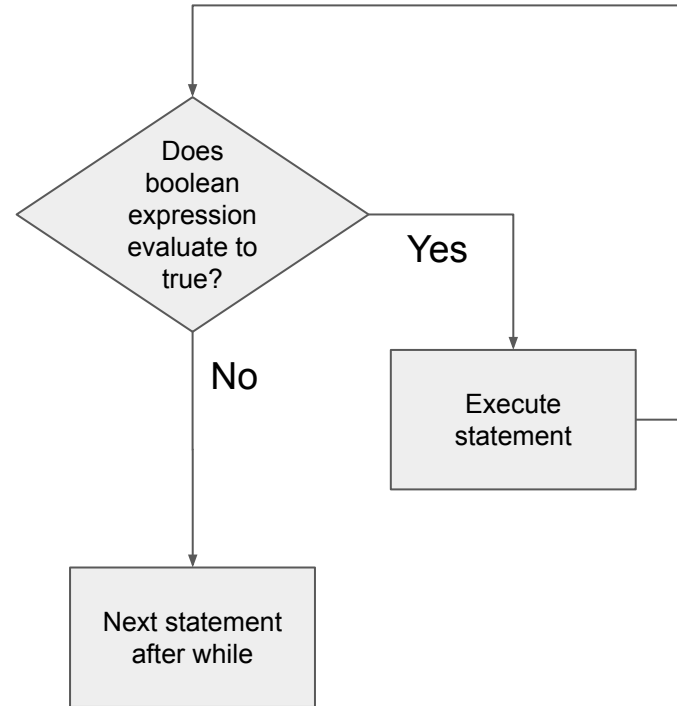 Does
boolean
expression
evaluate to
true?
Yes
No
Execute
statement
Next statement
after while